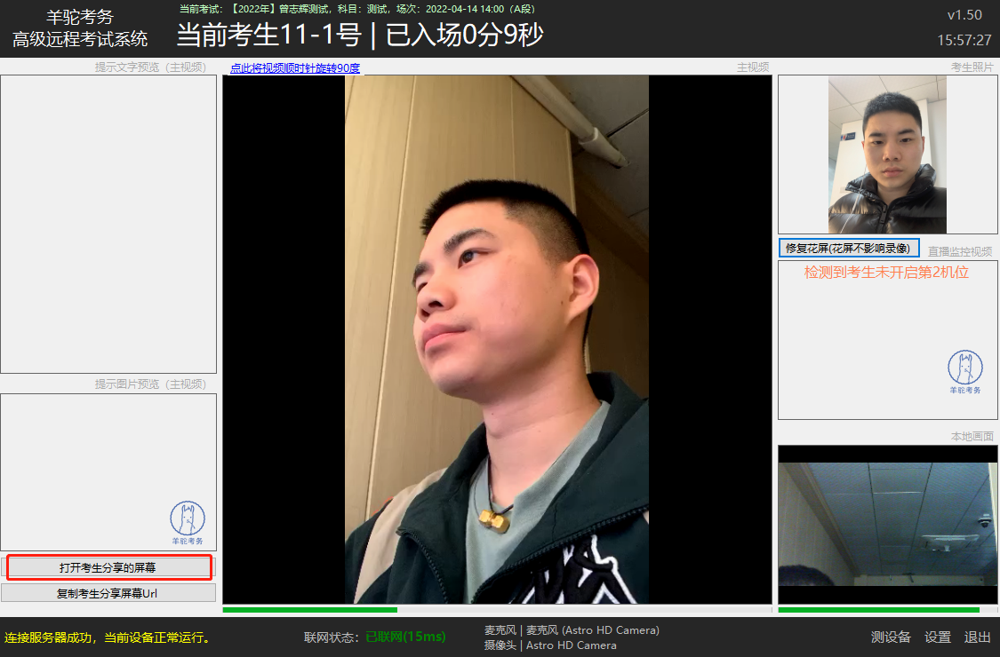 羊驼考务
高级远程考试系统
当前考试：【2022年】曾志辉测试，科目：测试，场次：2022-04-14 14:00（A段）
当前考生11-1号 | 已入场0分9秒
v1.50
15:57:27
提示文字预览（主视频）
点此将视频顺时针旋转90度
主视频
考生照片
修复花屏(花屏不影响录像)
直播监控视频
检测到考生未开启第2机位
羊驼考务
提示图片预览（主视频）
本地画面
羊驼考务
打开考生分享的屏幕
复制考生分享屏幕Url
连接服务器成功，当前设备正常运行。
联网状态：已联网(15ms)
麦克风 | 麦克风 (Astro HD Camera)
摄像头 | Astro HD Camera
测设备
设置
退出